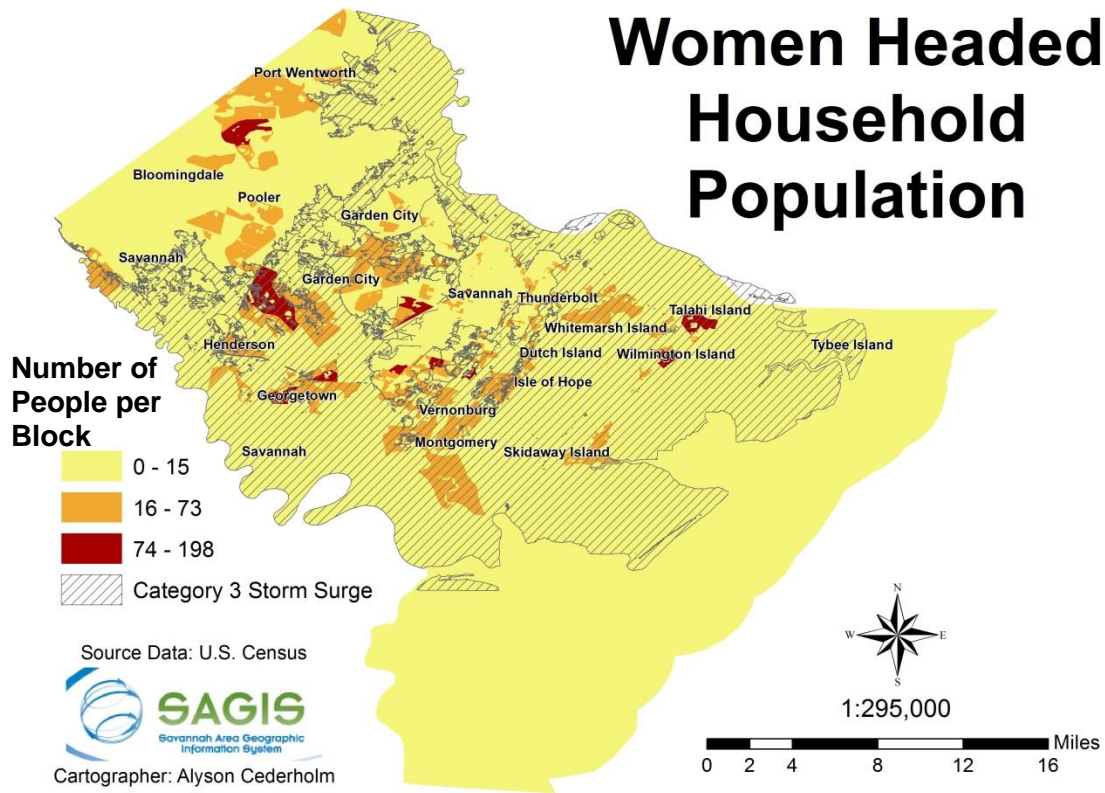 Women Headed
Household
Population
Port Wentworth
Bloomingdale
Pooler
Garden City
Savannah
Garden City
Savannah
Thunderbolt
Talahi Island
Whitemarsh Island
Henderson
Dutch Island
Wilmington Island
Tybee Island
Isle of Hope
Georgetown
Vernonburg
Montgomery
Savannah
Skidaway Island
Number of
People per
Block
0 - 15
16 - 73
74 - 198
Category 3 Storm Surge
Source Data: U.S. Census
SAGIS
Savannah Area Geographic
Information System
Cartographer: Alyson Cederholm
N
W
E
S
1:295,000
Miles
0 2 4 8 12 16